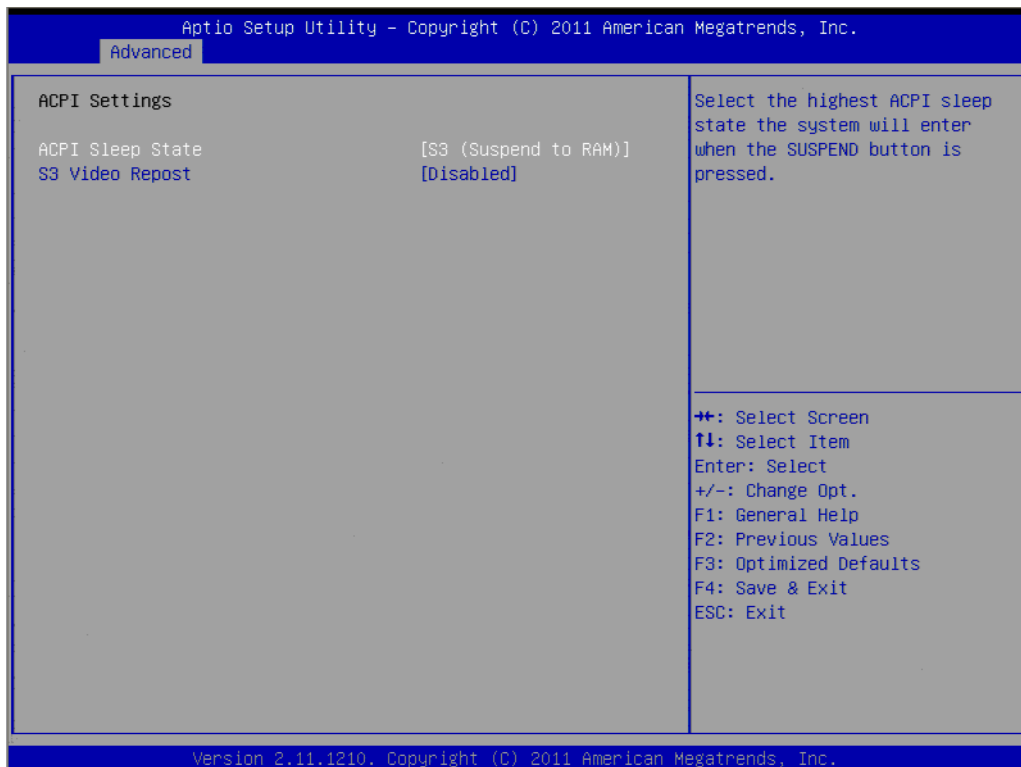 Aptio Setup Utility – Copyright (C) 2011 American Megatrends, Inc.
Advanced
ACPI Settings
ACPI Sleep State [S3 (Suspend to RAM)]
S3 Video Repost [Disabled]
Select the highest ACPI sleep
state the system will enter
when the SUSPEND button is
pressed.
→←: Select Screen
↑↓: Select Item
Enter: Select
+/-: Change Opt.
F1: General Help
F2: Previous Values
F3: Optimized Defaults
F4: Save & Exit
ESC: Exit
Version 2.11.1210. Copyright (C) 2011 American Megatrends, Inc.